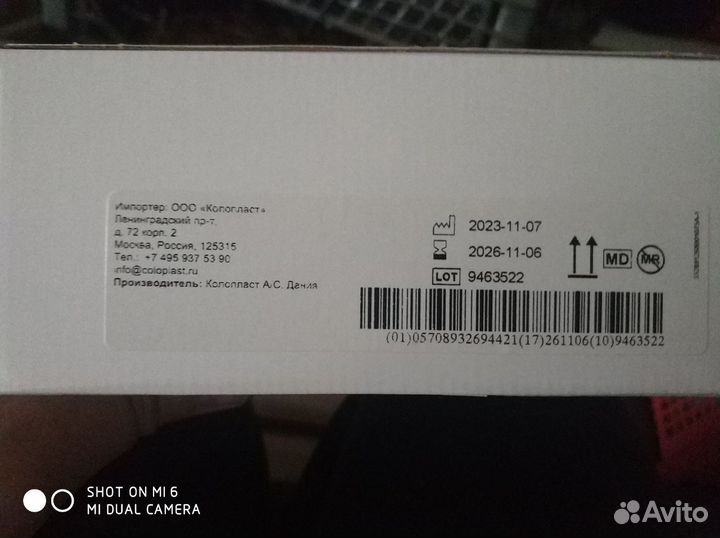 Импортер: ООО «Колопласт»
Ленинградский пр-т,
д. 72 корп. 2
Москва, Россия, 125315
Тел.: +7 495 937 53 90
info@coloplast.ru
Производитель: Колопласт А/С, Дания
2023-11-07
2026-11-06
LOT 9463522
MD
MR
(01)05708932694421(17)261106(10)9463522
SHOT ON MI 6
MI DUAL CAMERA
Avito